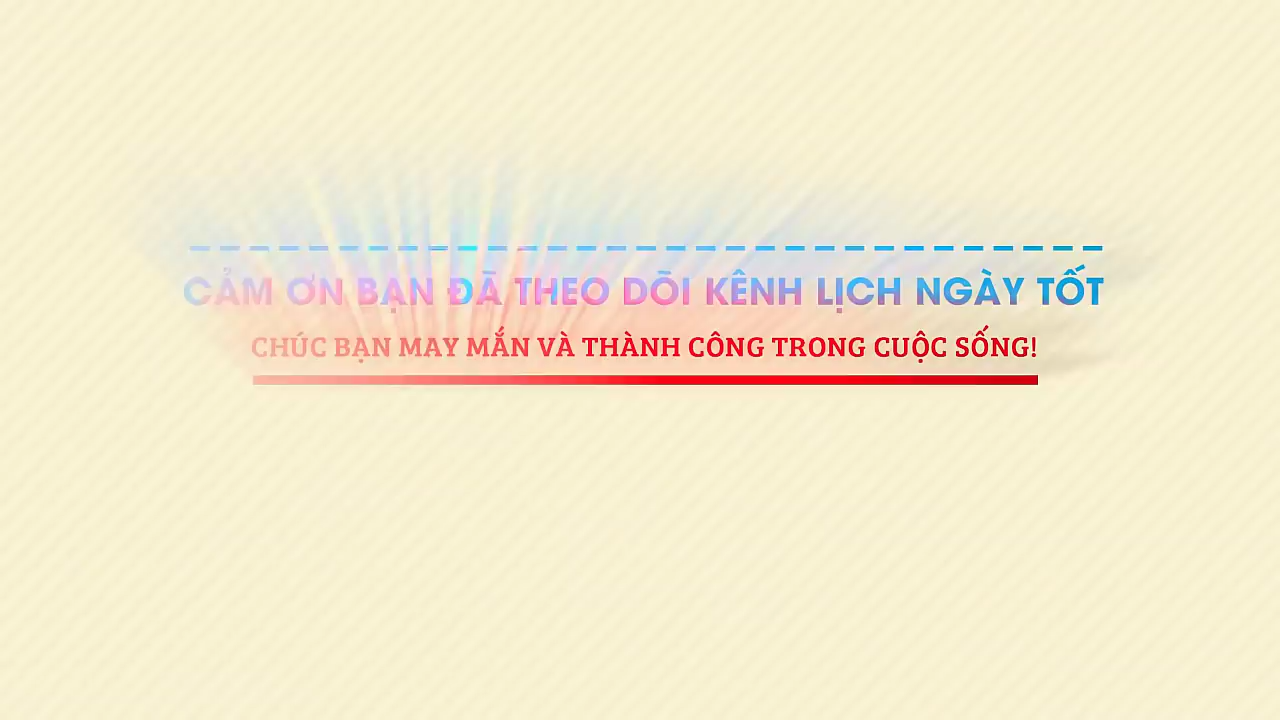 CẢM ƠN BẠN ĐÃ THEO DÕI KÊNH LỊCH NGÀY TỐT
CHÚC BẠN MAY MẮN VÀ THÀNH CÔNG TRONG CUỘC SỐNG!